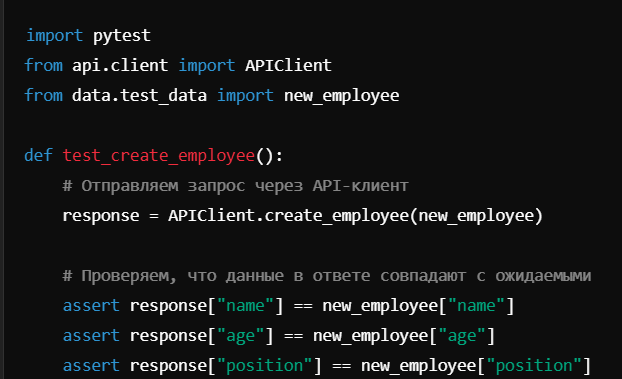 import pytest
from api.client import APIClient
from data.test_data import new_employee
def test_create_employee():
# Отправляем запрос через API-клиент
response = APIClient.create_employee(new_employee)
# Проверяем, что данные в ответе совпадают с ожидаемыми
assert response["name"] == new_employee["name"]
assert response["age"] == new_employee["age"]
assert response["position"] == new_employee["position"]